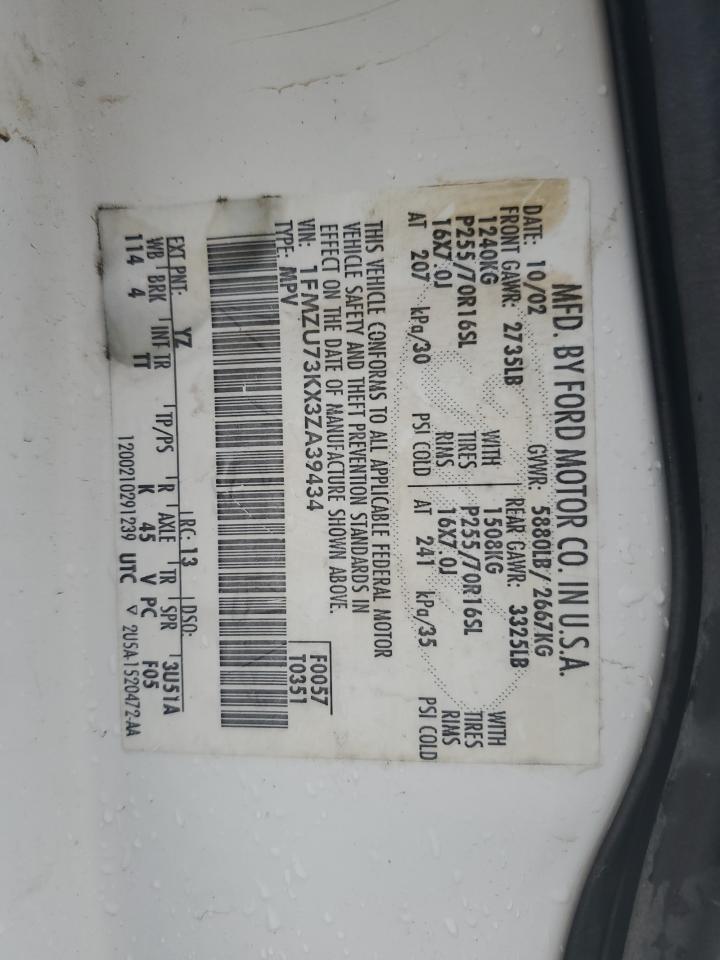 MFD. BY FORD MOTOR CO. IN U.S.A.
DATE: 10/02 GVWR: 5880LB/2667KG
FRONT GAWR: 2735LB REAR GAWR: 3325LB
1240KG WITH 1508KG WITH
P255/70R16SL TIRES P255/70R16SL TIRES
16X7.0J RIMS 16X7.0J RIMS
AT 207 kPa/30 PSI COLD AT 241 kPa/35 PSI COLD
THIS VEHICLE CONFORMS TO ALL APPLICABLE FEDERAL MOTOR
VEHICLE SAFETY AND THEFT PREVENTION STANDARDS IN
EFFECT ON THE DATE OF MANUFACTURE SHOWN ABOVE.
VIN: 1FMZU73KX3ZA39434 F0057
TYPE: MPV T0351
EXT PNT: YZ RC: 13 DSO: 3U51A
WB BRK INT TR TP/PS R AXLE TR SPR F05
114 4 TT K 45 V PC
1200210291239 UTC ▽ 2U5A-1520472-AA